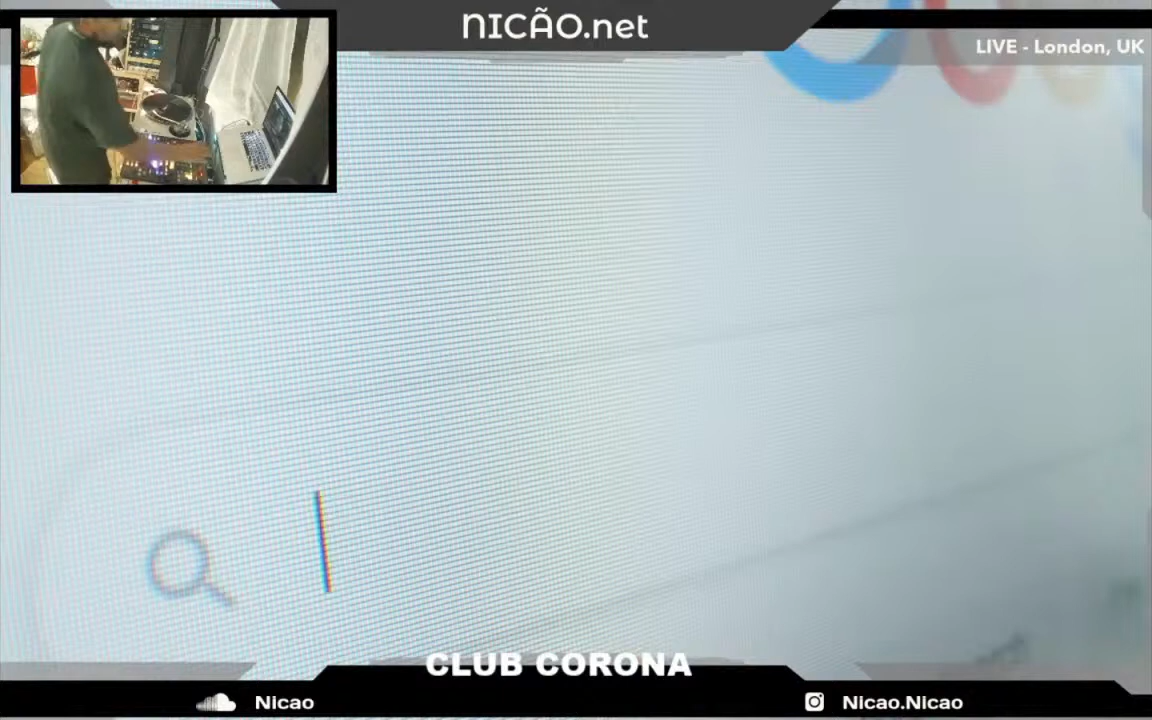 NICÃO.net
LIVE - London, UK
CLUB CORONA
Nicao
Nicao.Nicao